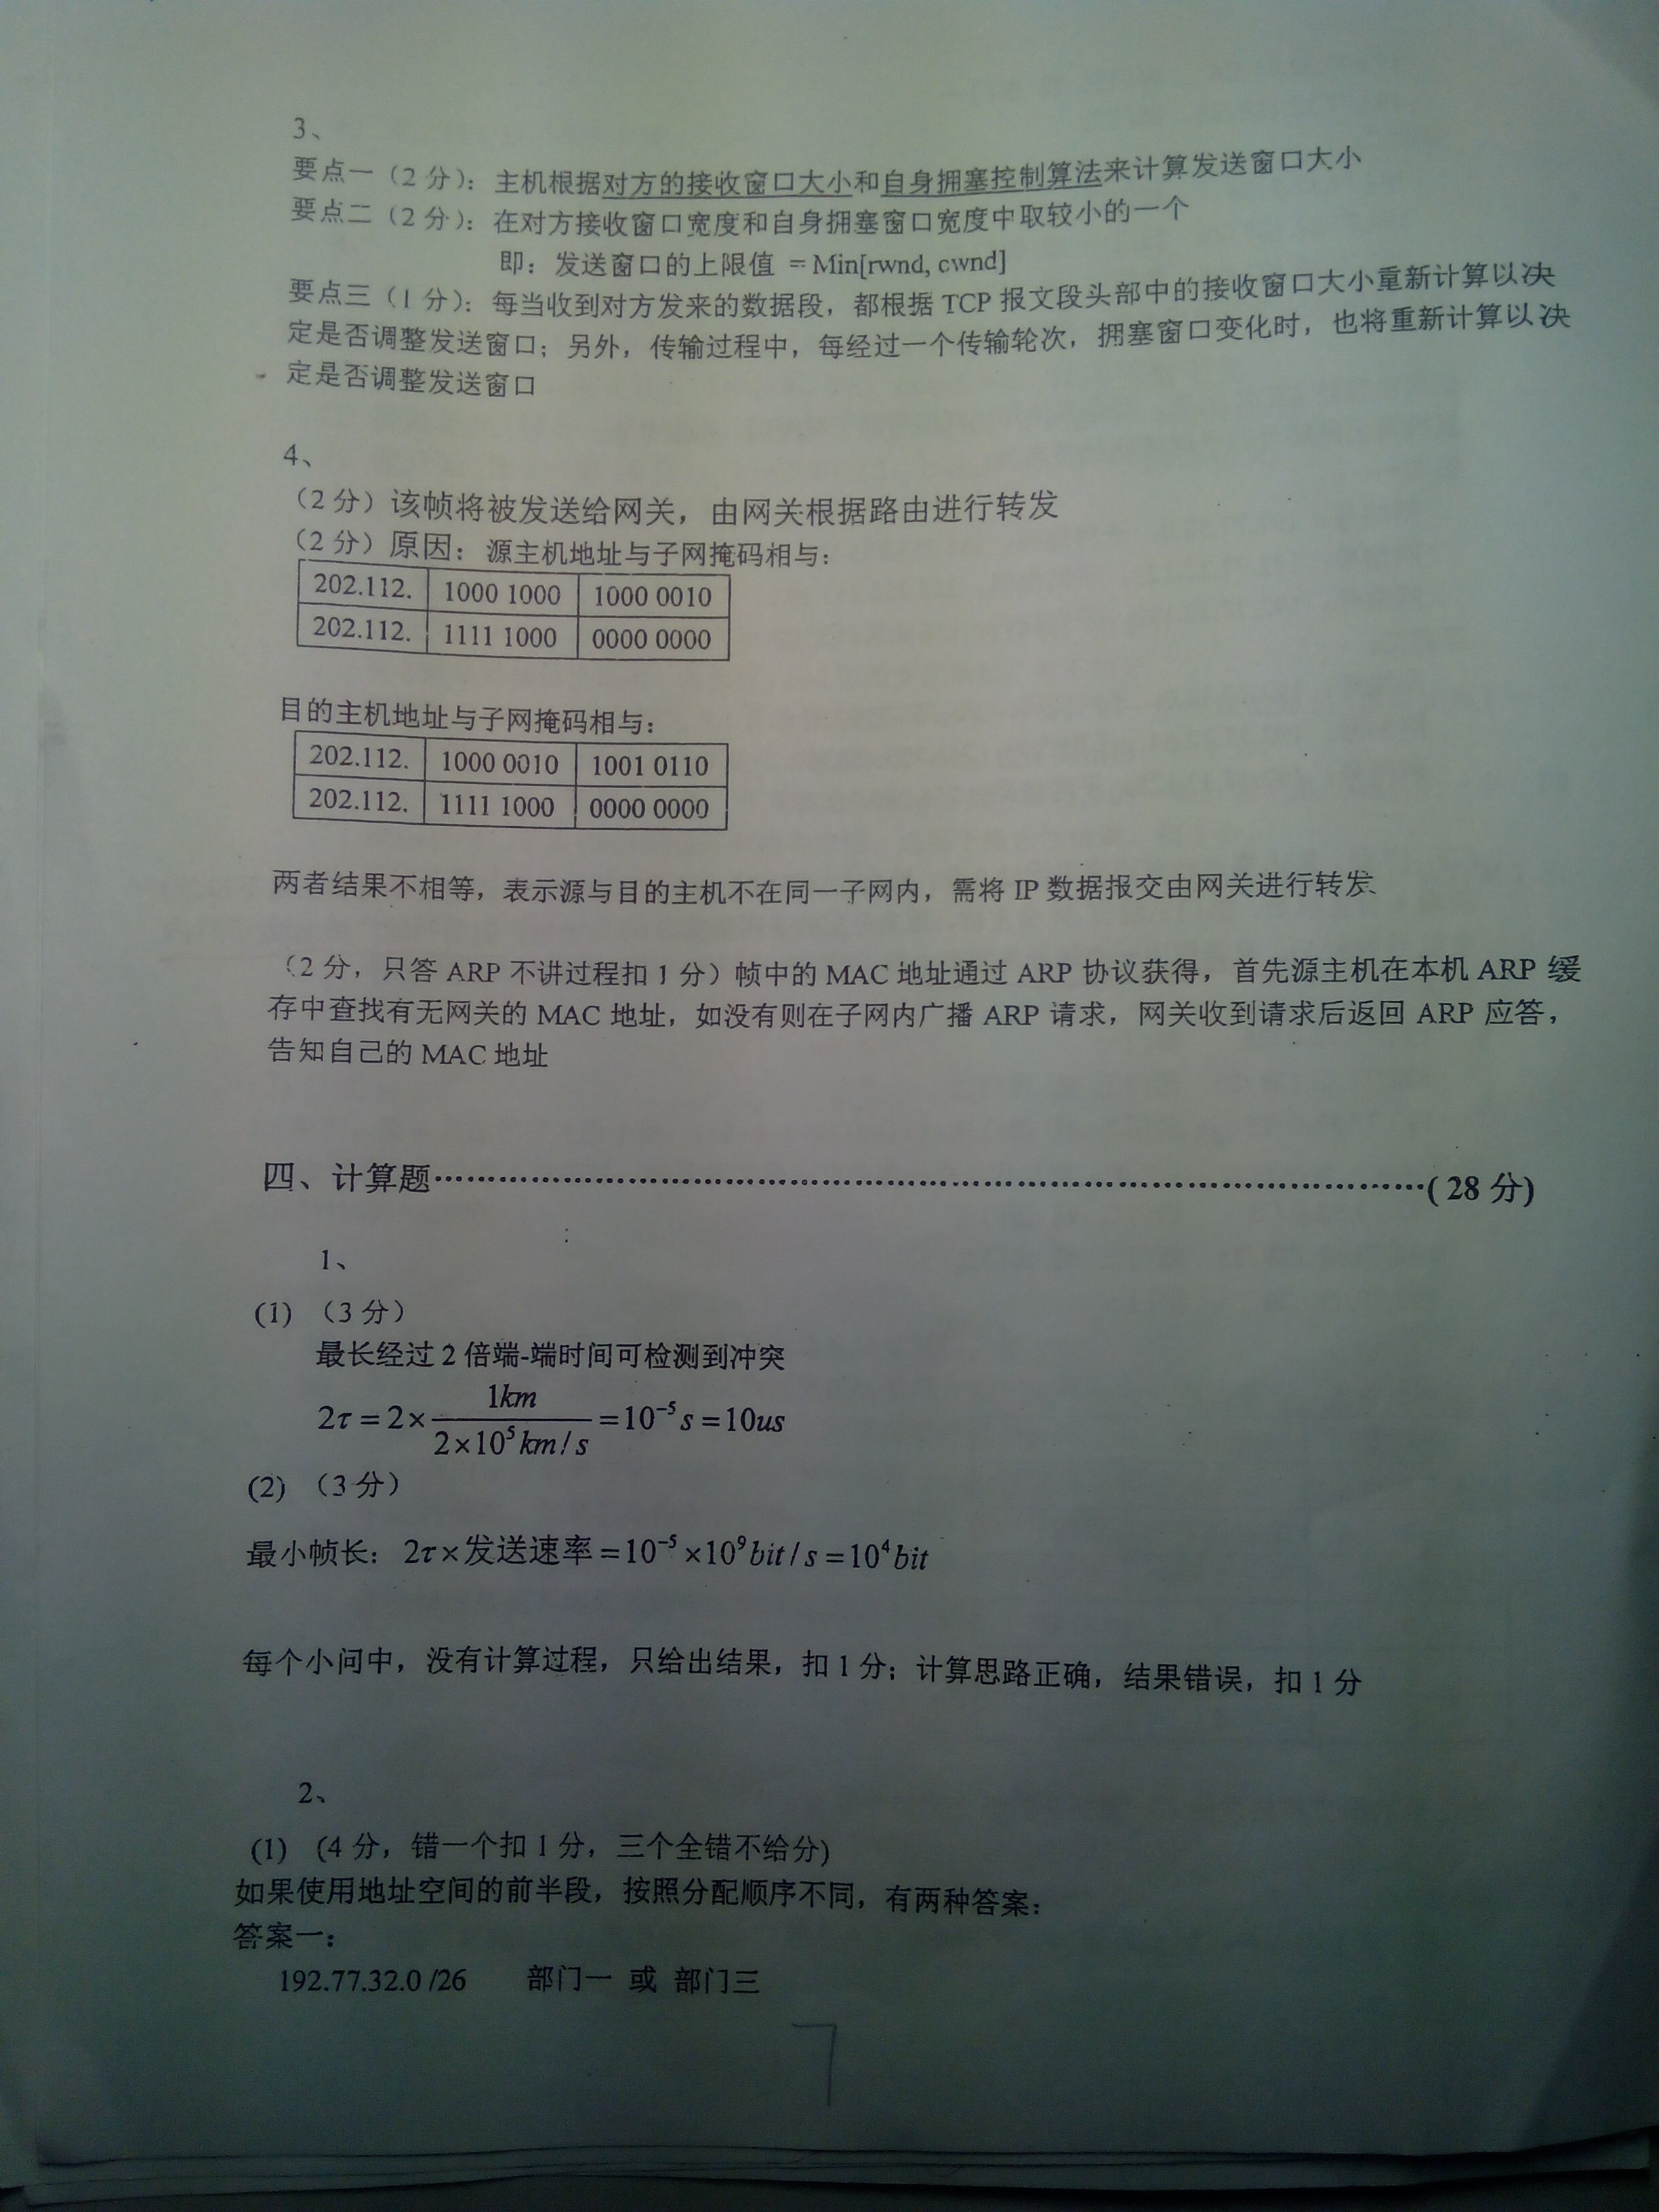 3、
要点一（2 分）：主机根据对方的接收窗口大小和自身拥塞控制算法来计算发送窗口大小
要点二（2 分）：在对方接收窗口宽度和自身拥塞窗口宽度中取较小的一个
即：发送窗口的上限值 = Min[rwnd, cwnd]
要点三（1 分）：每当收到对方发来的数据段，都根据 TCP 报文段头部中的接收窗口大小重新计算以决
定是否调整发送窗口；另外，传输过程中，每经过一个传输轮次，拥塞窗口变化时，也将重新计算以决
定是否调整发送窗口
4、
（2 分）该帧将被发送给网关，由网关根据路由进行转发
（2 分）原因：源主机地址与子网掩码相与：
202.112. 1000 1000 1000 0010
202.112. 1111 1000 0000 0000
目的主机地址与子网掩码相与：
202.112. 1000 0010 1001 0110
202.112. 1111 1000 0000 0000
两者结果不相等，表示源与目的主机不在同一子网内，需将 IP 数据报交由网关进行转发、
（2 分，只答 ARP 不讲过程扣 1 分）帧中的 MAC 地址通过 ARP 协议获得，首先源主机在本机 ARP 缓
存中查找有无网关的 MAC 地址，如没有则在子网内广播 ARP 请求，网关收到请求后返回 ARP 应答，
告知自己的 MAC 地址
四、计算题⋯⋯⋯⋯⋯⋯⋯⋯⋯⋯⋯⋯⋯⋯⋯⋯⋯⋯⋯⋯⋯⋯⋯⋯⋯⋯⋯⋯( 28 分)
1、
(1) （3 分）
最长经过 2 倍端-端时间可检测到冲突
2τ = 2× 1km / 2×10⁵km/s =10⁻⁵s =10us
(2) （3 分）
最小帧长： 2τ×发送速率=10⁻⁵×10⁹bit/s=10⁴bit
每个小问中，没有计算过程，只给出结果，扣 1 分；计算思路正确，结果错误，扣 1 分
2、
(1) (4 分，错一个扣 1 分，三个全错不给分)
如果使用地址空间的前半段，按照分配顺序不同，有两种答案：
答案一：
192.77.32.0 /26 部门一 或 部门三
7